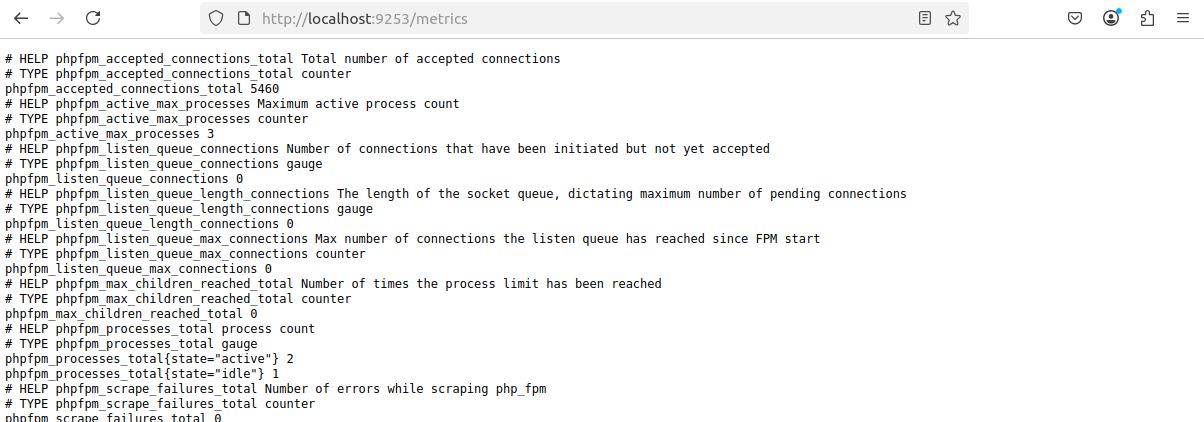 http://localhost:9253/metrics
# HELP phpfpm_accepted_connections_total Total number of accepted connections
# TYPE phpfpm_accepted_connections_total counter
phpfpm_accepted_connections_total 5460
# HELP phpfpm_active_max_processes Maximum active process count
# TYPE phpfpm_active_max_processes counter
phpfpm_active_max_processes 3
# HELP phpfpm_listen_queue_connections Number of connections that have been initiated but not yet accepted
# TYPE phpfpm_listen_queue_connections gauge
phpfpm_listen_queue_connections 0
# HELP phpfpm_listen_queue_length_connections The length of the socket queue, dictating maximum number of pending connections
# TYPE phpfpm_listen_queue_length_connections gauge
phpfpm_listen_queue_length_connections 0
# HELP phpfpm_listen_queue_max_connections Max number of connections the listen queue has reached since FPM start
# TYPE phpfpm_listen_queue_max_connections counter
phpfpm_listen_queue_max_connections 0
# HELP phpfpm_max_children_reached_total Number of times the process limit has been reached
# TYPE phpfpm_max_children_reached_total counter
phpfpm_max_children_reached_total 0
# HELP phpfpm_processes_total process count
# TYPE phpfpm_processes_total gauge
phpfpm_processes_total{state="active"} 2
phpfpm_processes_total{state="idle"} 1
# HELP phpfpm_scrape_failures_total Number of errors while scraping php_fpm
# TYPE phpfpm_scrape_failures_total counter
phpfpm_scrape_failures_total 0